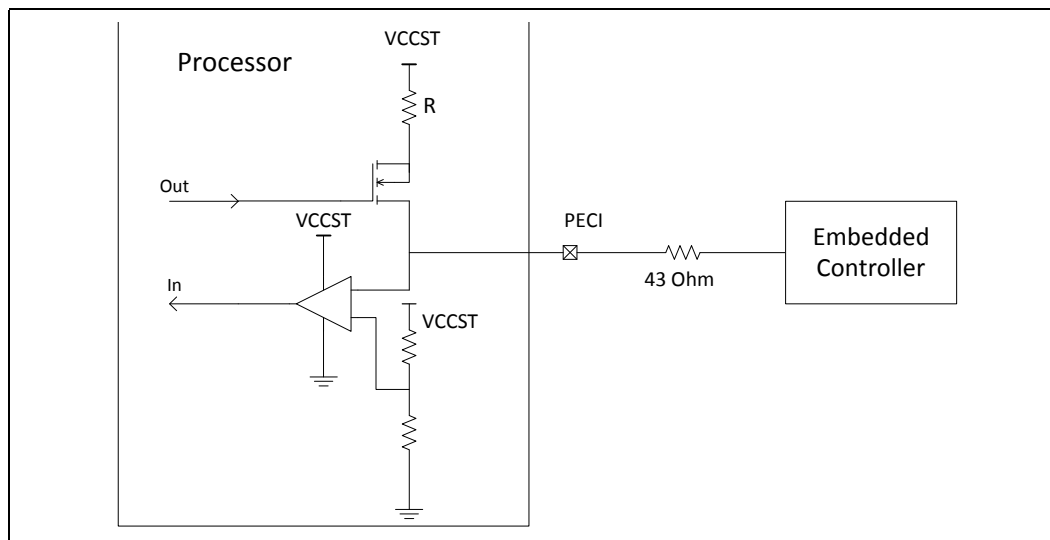 VCCST
Processor
R
Out
VCCST
PECI
Embedded
Controller
43 Ohm
In
VCCST